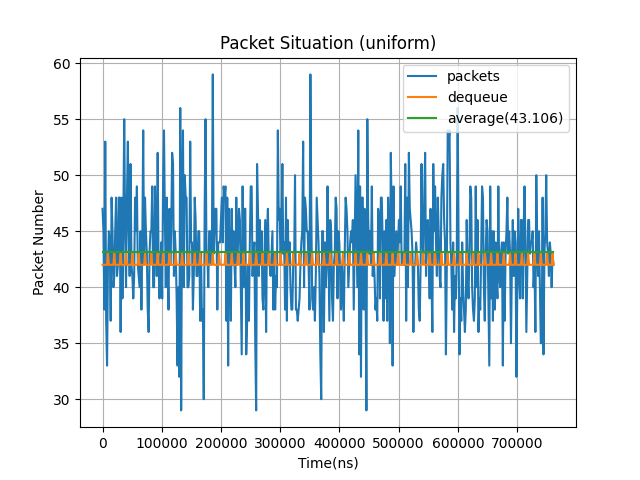 Packet Situation (uniform)
packets
dequeue
average(43.106)
60
55
50
45
40
35
30
Packet Number
0 100000 200000 300000 400000 500000 600000 700000
Time(ns)